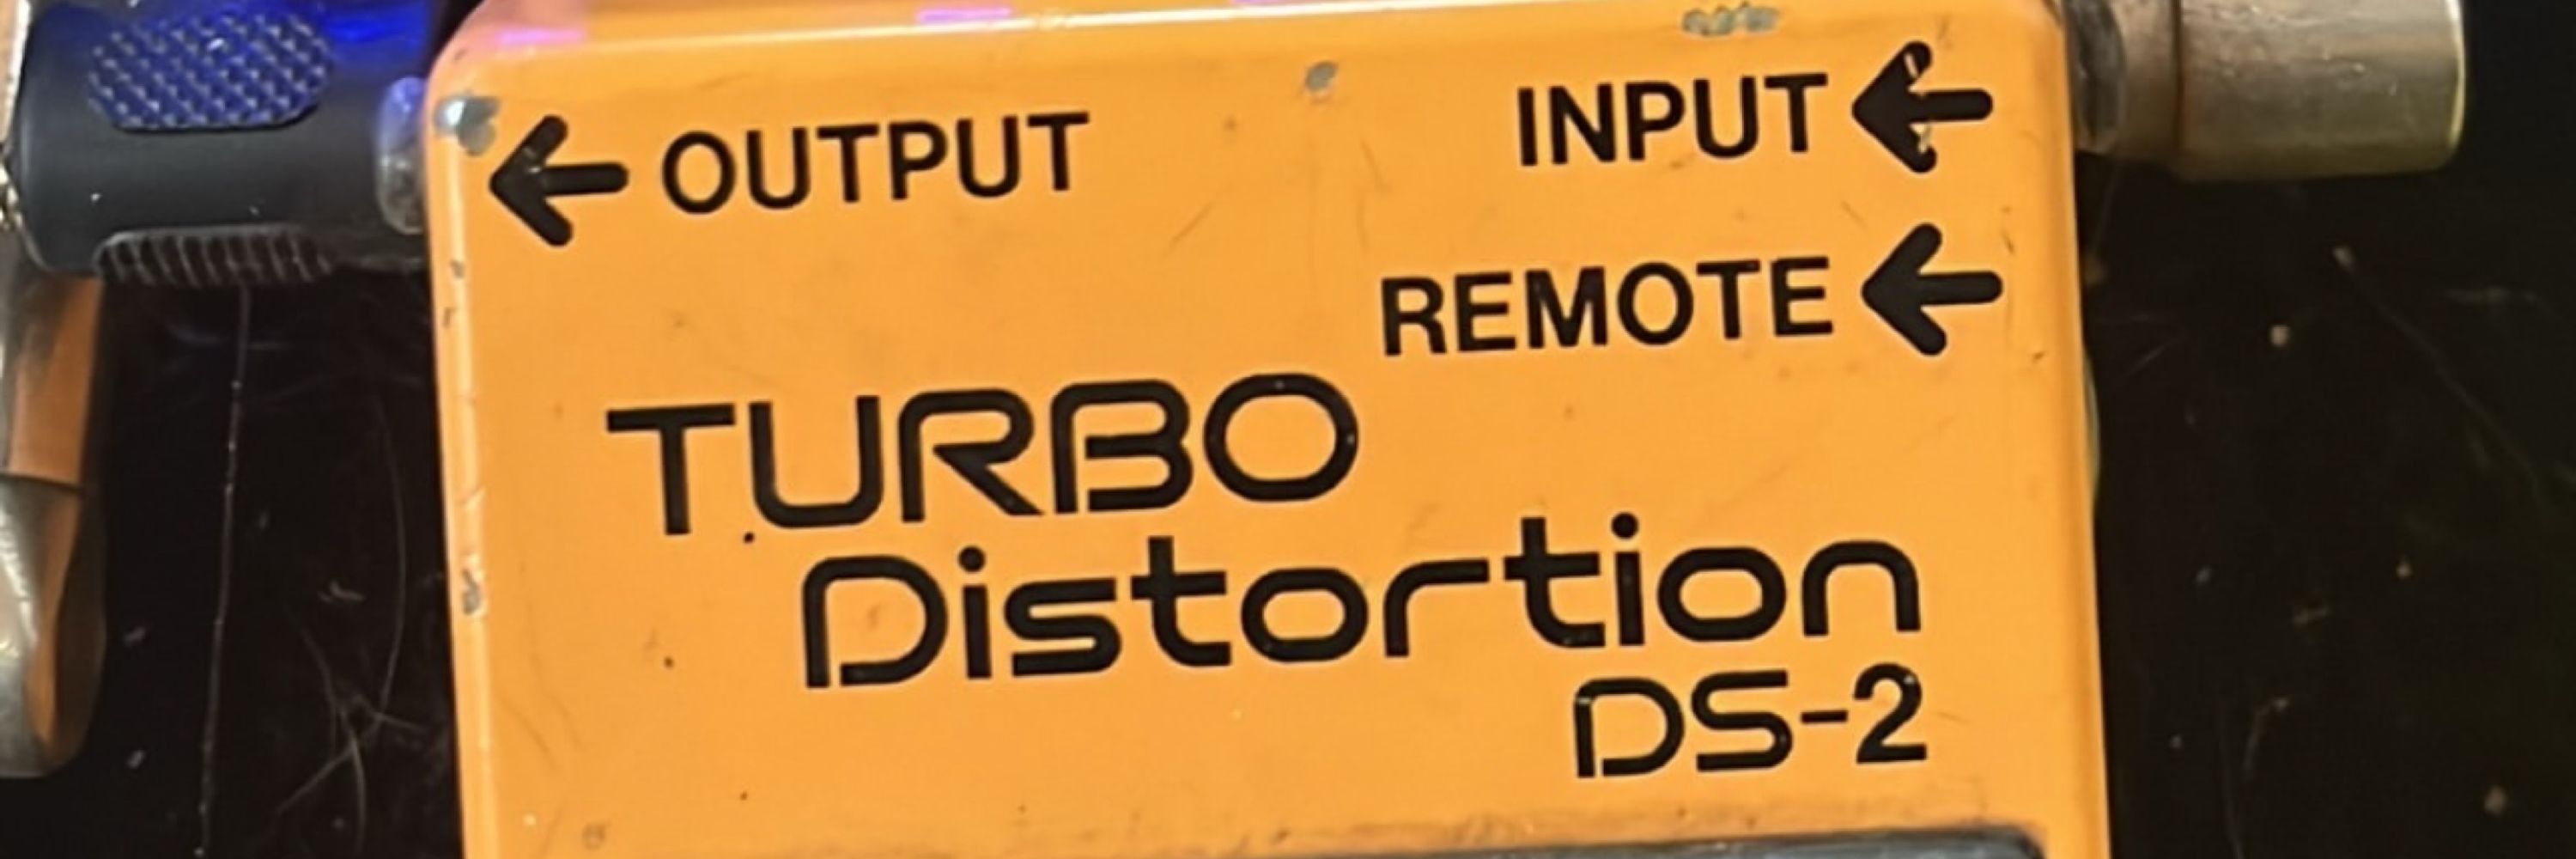 ← OUTPUT
INPUT ←
REMOTE ←
TURBO
Distortion
DS-2